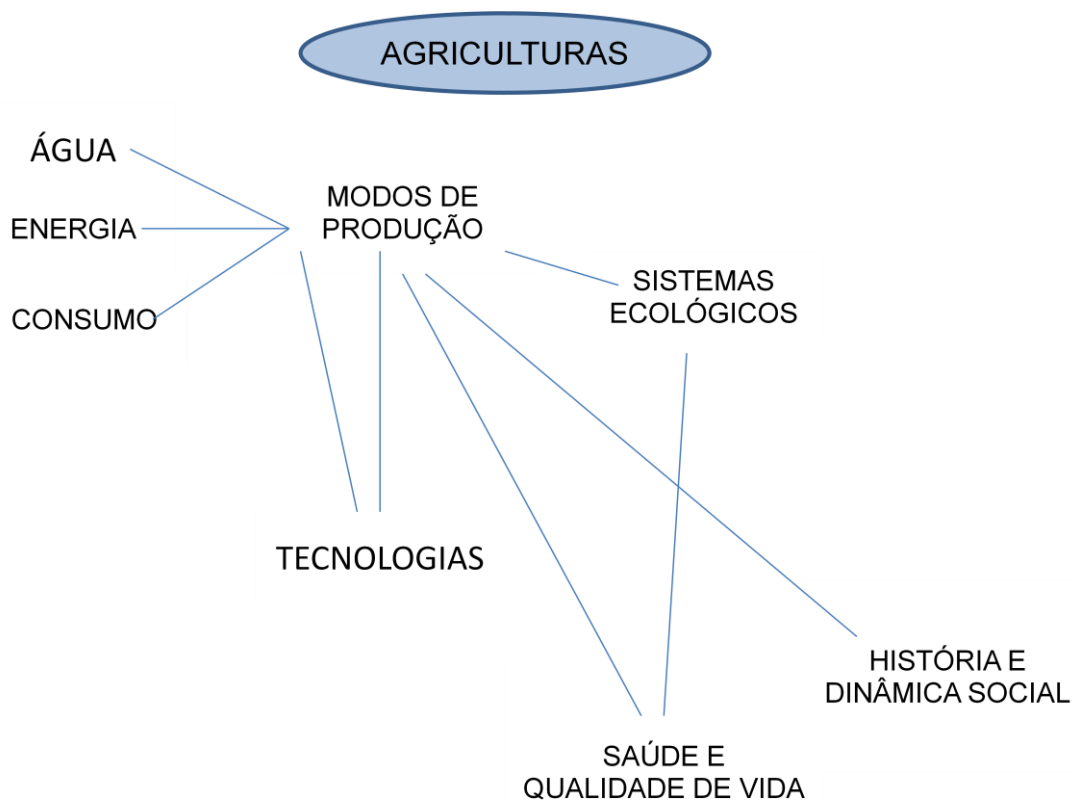 AGRICULTURAS
ÁGUA
MODOS DE
PRODUÇÃO
ENERGIA
SISTEMAS
ECOLÓGICOS
CONSUMO
TECNOLOGIAS
HISTÓRIA E
DINÂMICA SOCIAL
SAÚDE E
QUALIDADE DE VIDA